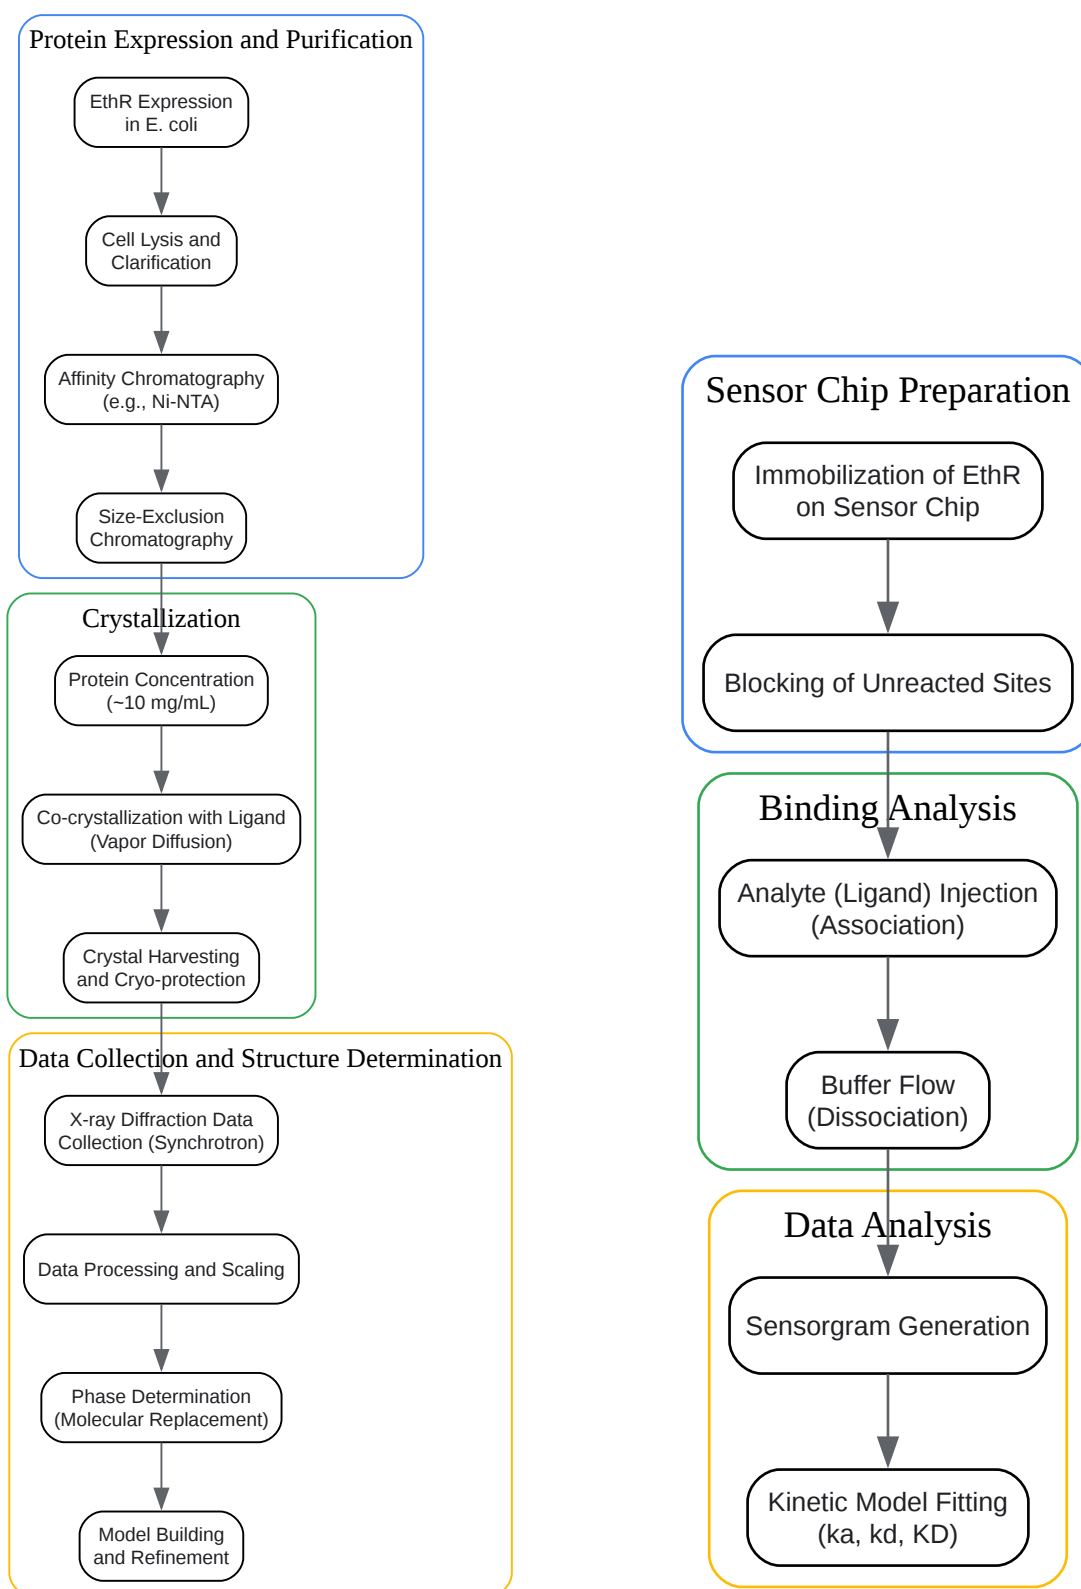 Protein Expression and Purification
EthR Expression
in E. coli
Cell Lysis and
Clarification
Affinity Chromatography
(e.g., Ni-NTA)
Size-Exclusion
Chromatography
Crystallization
Protein Concentration
(~10 mg/mL)
Co-crystallization with Ligand
(Vapor Diffusion)
Crystal Harvesting
and Cryo-protection
Data Collection and Structure Determination
X-ray Diffraction Data
Collection (Synchrotron)
Data Processing and Scaling
Phase Determination
(Molecular Replacement)
Model Building
and Refinement
Sensor Chip Preparation
Immobilization of EthR
on Sensor Chip
Blocking of Unreacted Sites
Binding Analysis
Analyte (Ligand) Injection
(Association)
Buffer Flow
(Dissociation)
Data Analysis
Sensorgram Generation
Kinetic Model Fitting
(ka, kd, KD)